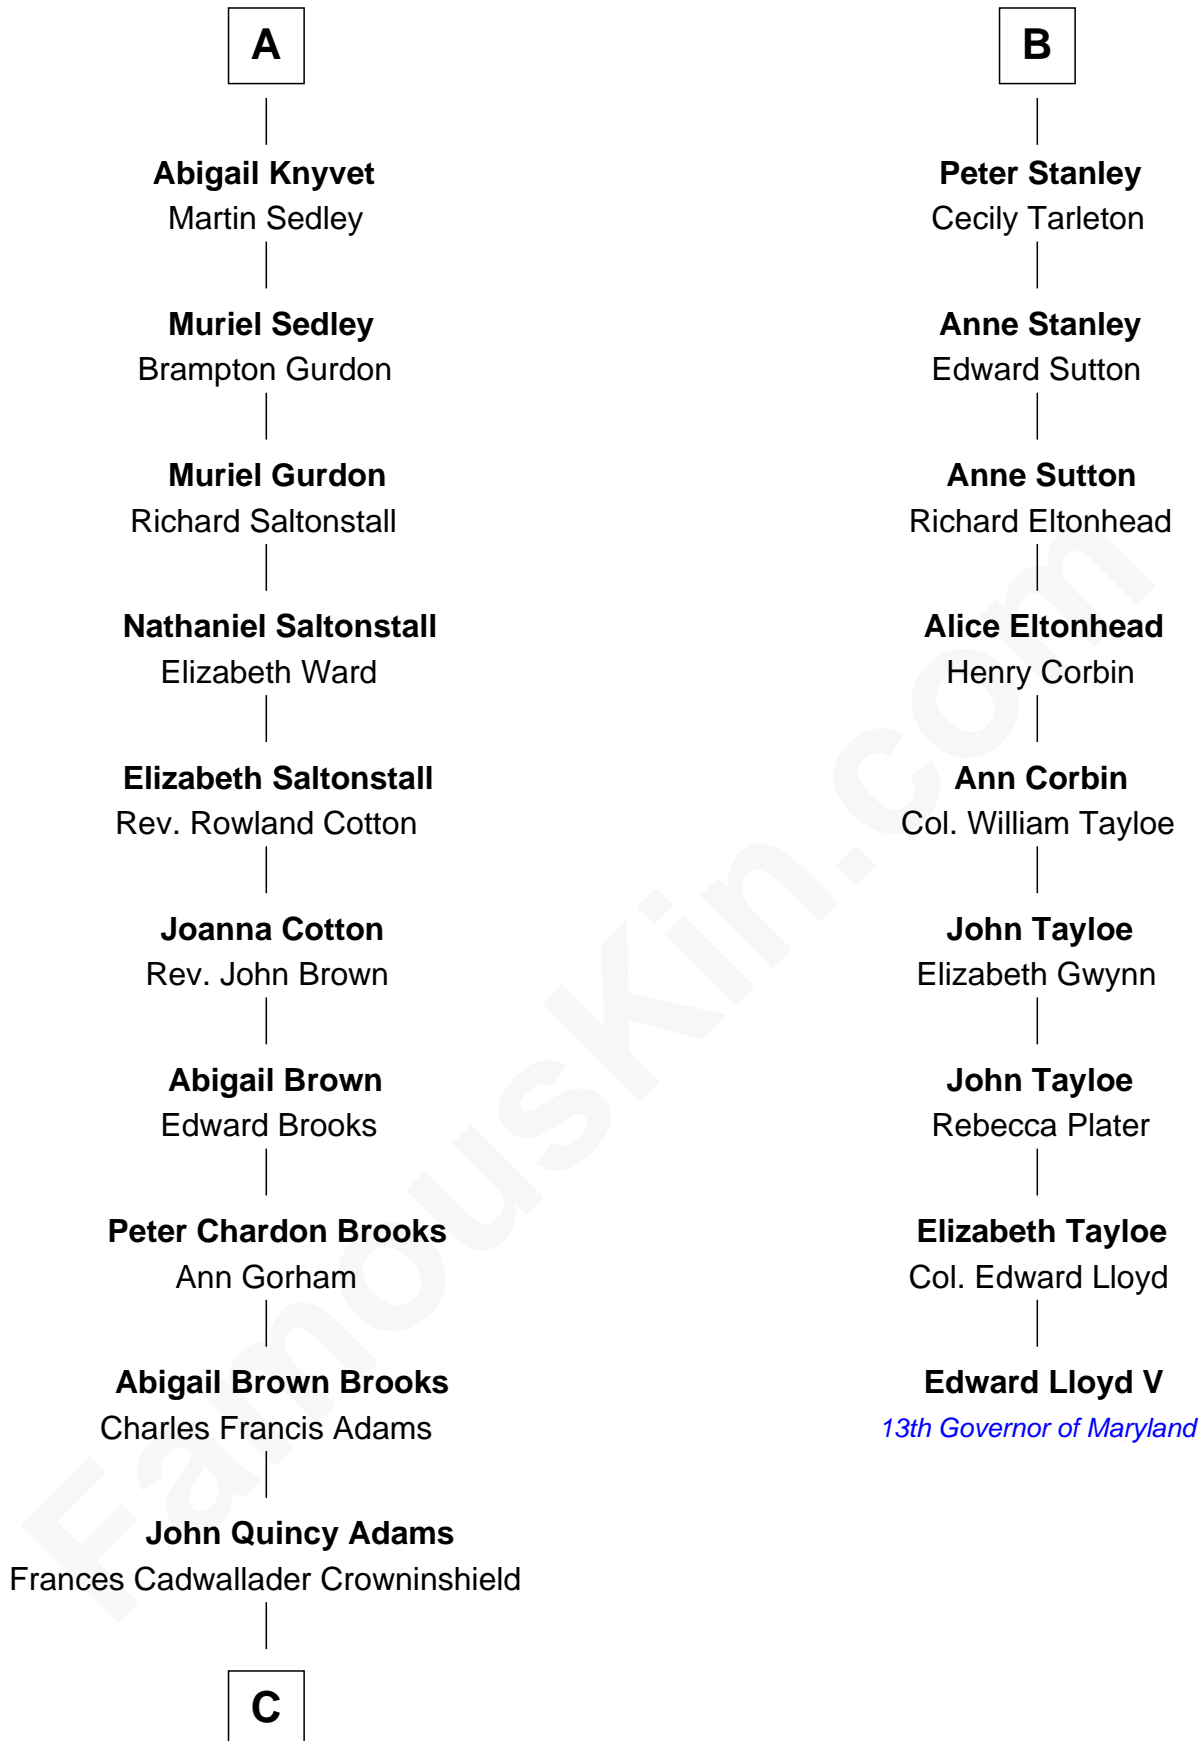 A
Abigail Knyvet
Martin Sedley
Muriel Sedley
Brampton Gurdon
Muriel Gurdon
Richard Saltonstall
Nathaniel Saltonstall
Elizabeth Ward
Elizabeth Saltonstall
Rev. Rowland Cotton
Joanna Cotton
Rev. John Brown
Abigail Brown
Edward Brooks
Peter Chardon Brooks
Ann Gorham
Abigail Brown Brooks
Charles Francis Adams
John Quincy Adams
Frances Cadwallader Crowninshield
C
B
Peter Stanley
Cecily Tarleton
Anne Stanley
Edward Sutton
Anne Sutton
Richard Eltonhead
Alice Eltonhead
Henry Corbin
Ann Corbin
Col. William Tayloe
John Tayloe
Elizabeth Gwynn
John Tayloe
Rebecca Plater
Elizabeth Tayloe
Col. Edward Lloyd
Edward Lloyd V
13th Governor of Maryland
FamousKin.com